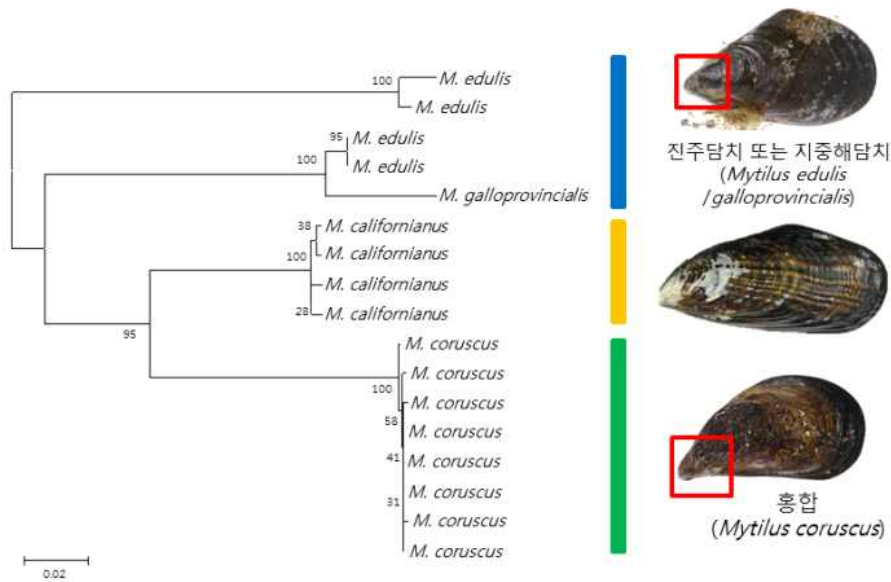 100
M. edulis
M. edulis
95
M. edulis
100
M. edulis
M. galloprovincialis
38
M. californianus
100
M. californianus
M. californianus
28
M. californianus
95
M. coruscus
100
M. coruscus
M. coruscus
58
M. coruscus
41
M. coruscus
31
M. coruscus
M. coruscus
M. coruscus
0.02
진주담치 또는 지중해담치
(Mytilus edulis
/galloprovincialis)
홍합
(Mytilus coruscus)